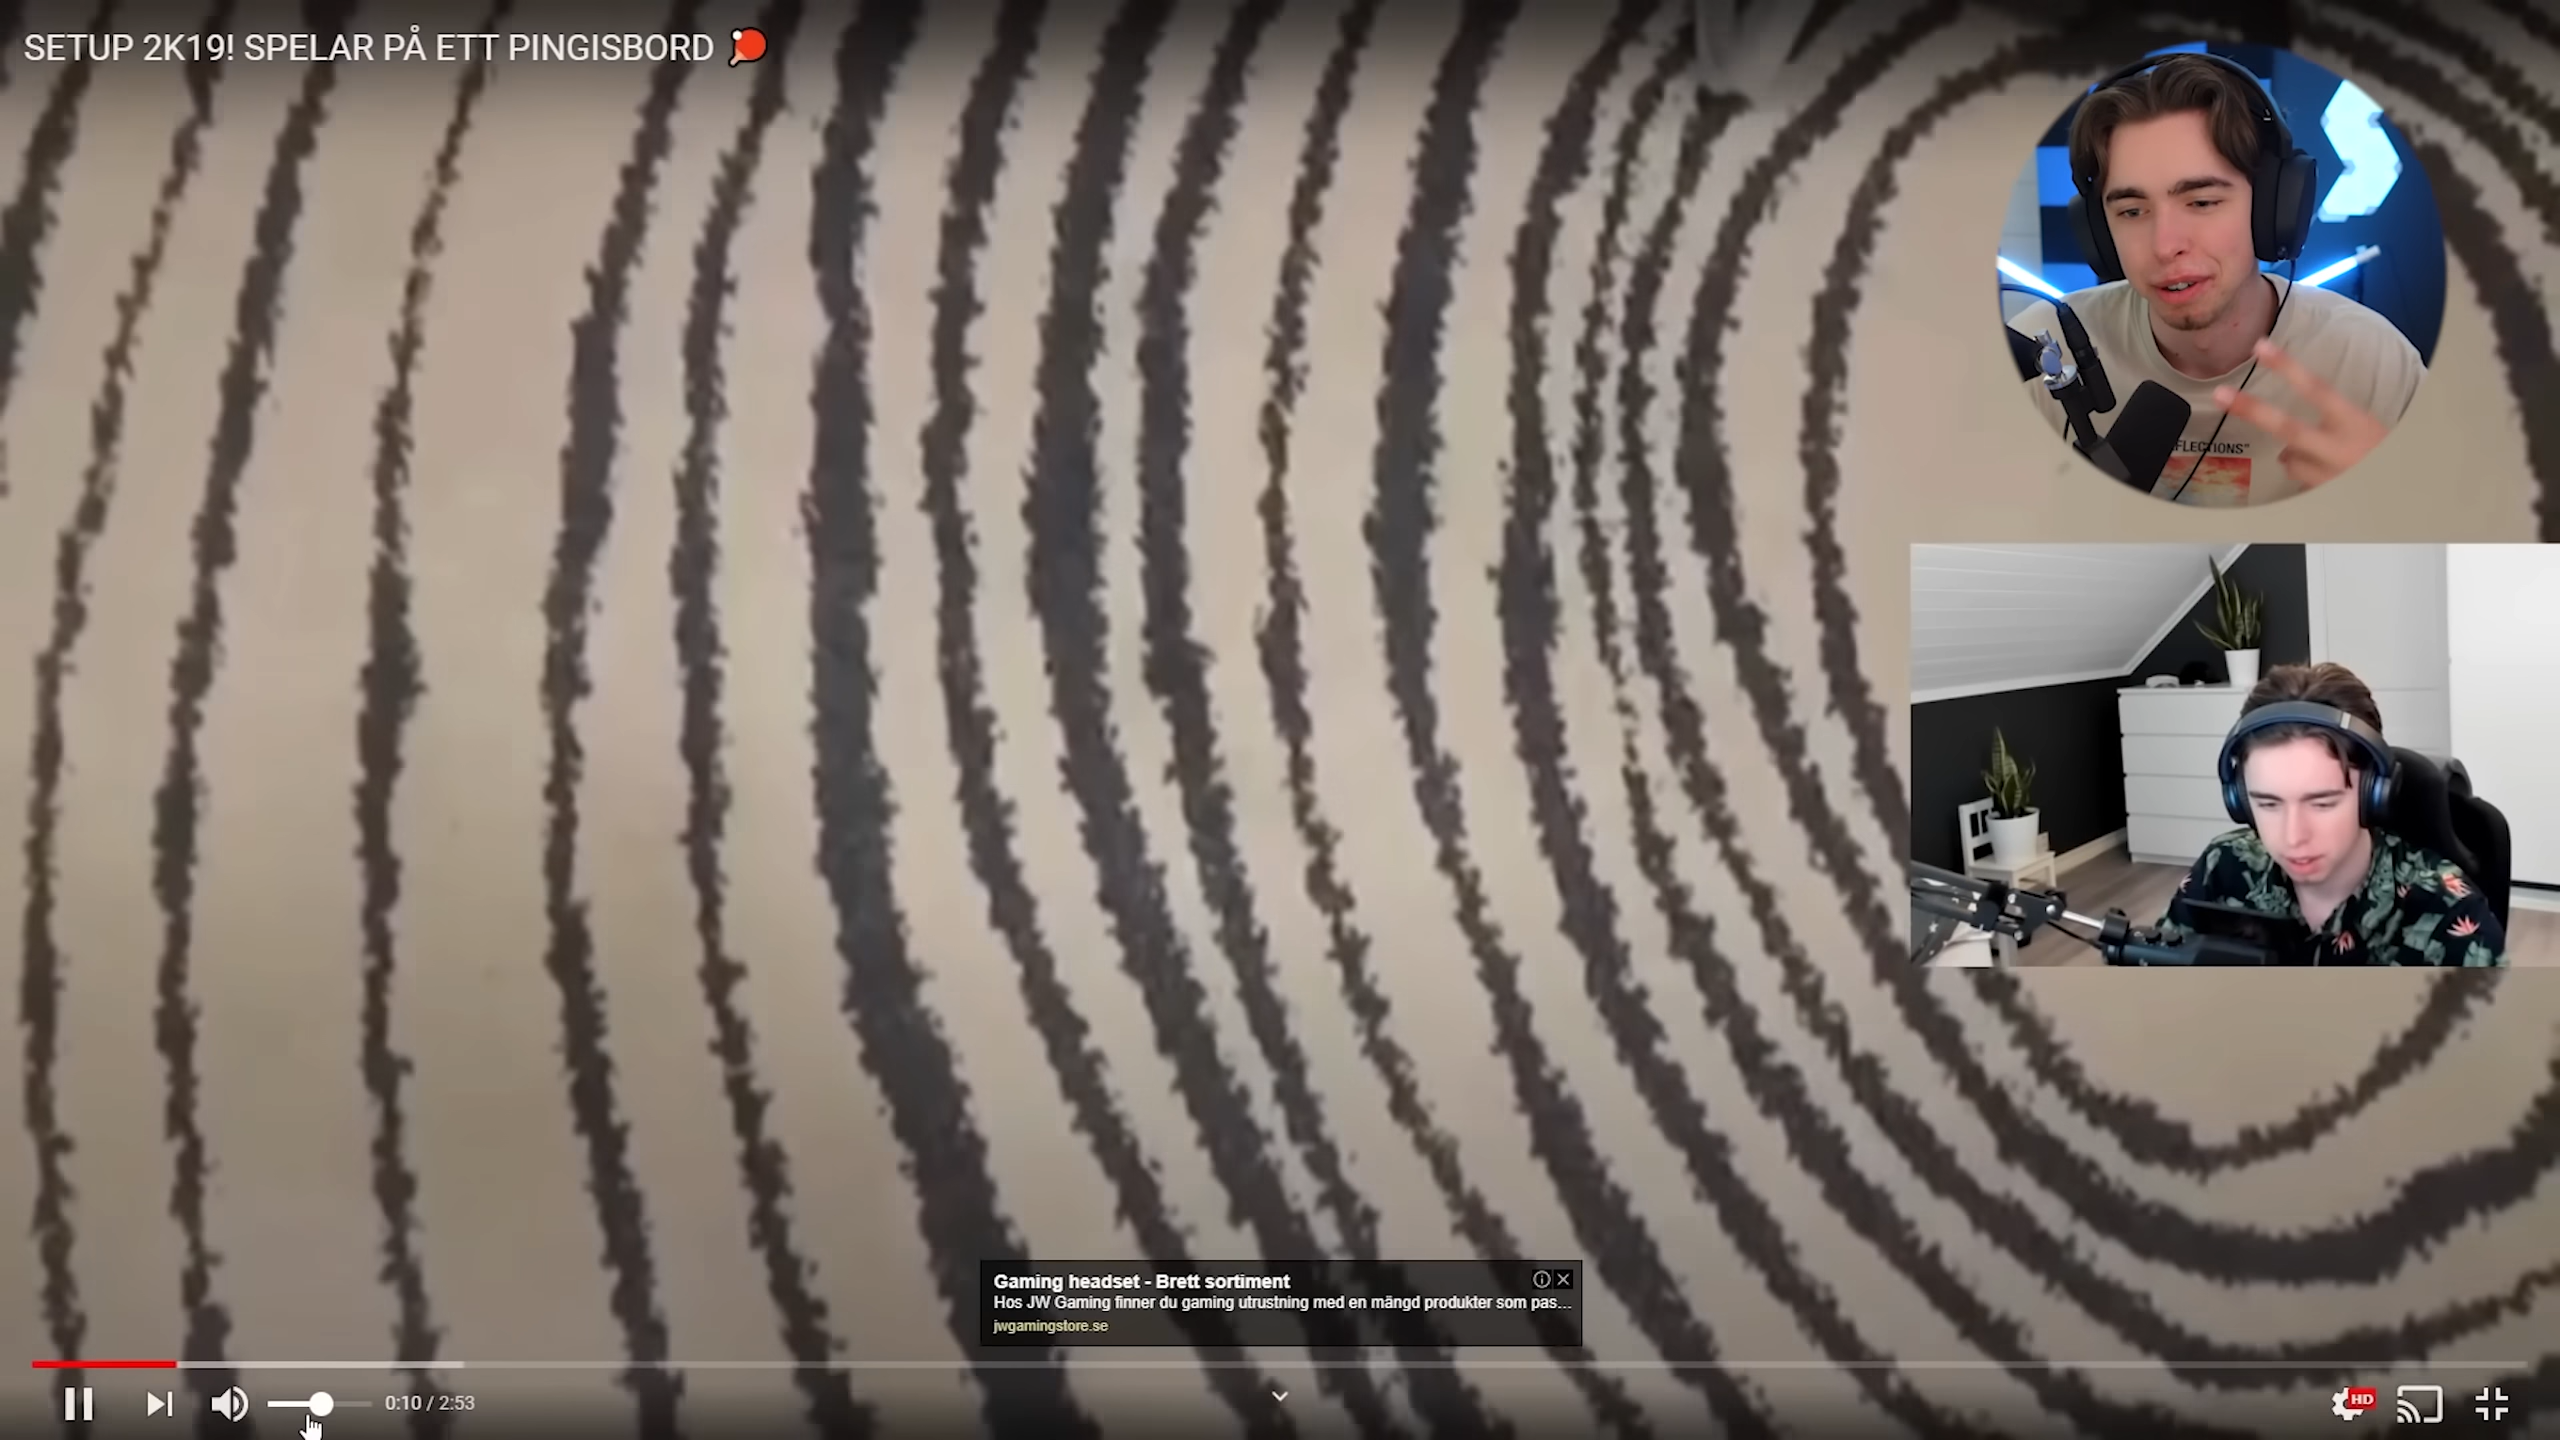 SETUP 2K19! SPELAR PÅ ETT PINGISBORD 🏓
FLECTIONS"
Gaming headset - Brett sortiment
Hos JW Gaming finner du gaming utrustning med en mängd produkter som pas...
jwgamingstore.se
0:10 / 2:53
HD